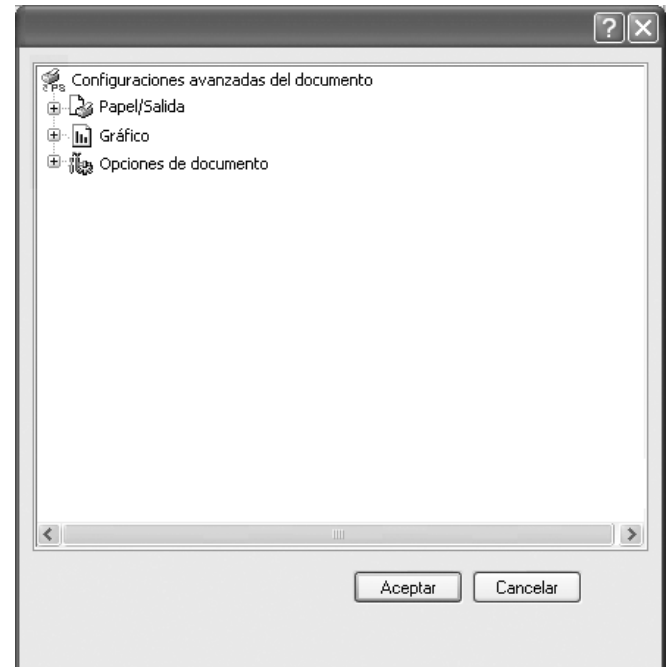 Configuraciones avanzadas del documento
Papel/Salida
Gráfico
Opciones de documento
Aceptar Cancelar